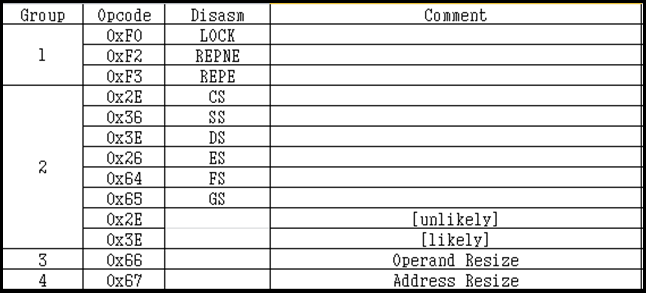 Group Opcode Disasm Comment
0xF0 LOCK
1 0xF2 REPNE
0xF3 REPE
0x2E CS
0x36 SS
0x3E DS
2 0x26 ES
0x64 FS
0x65 GS
0x2E [unlikely]
0x3E [likely]
3 0x66 Operand Resize
4 0x67 Address Resize